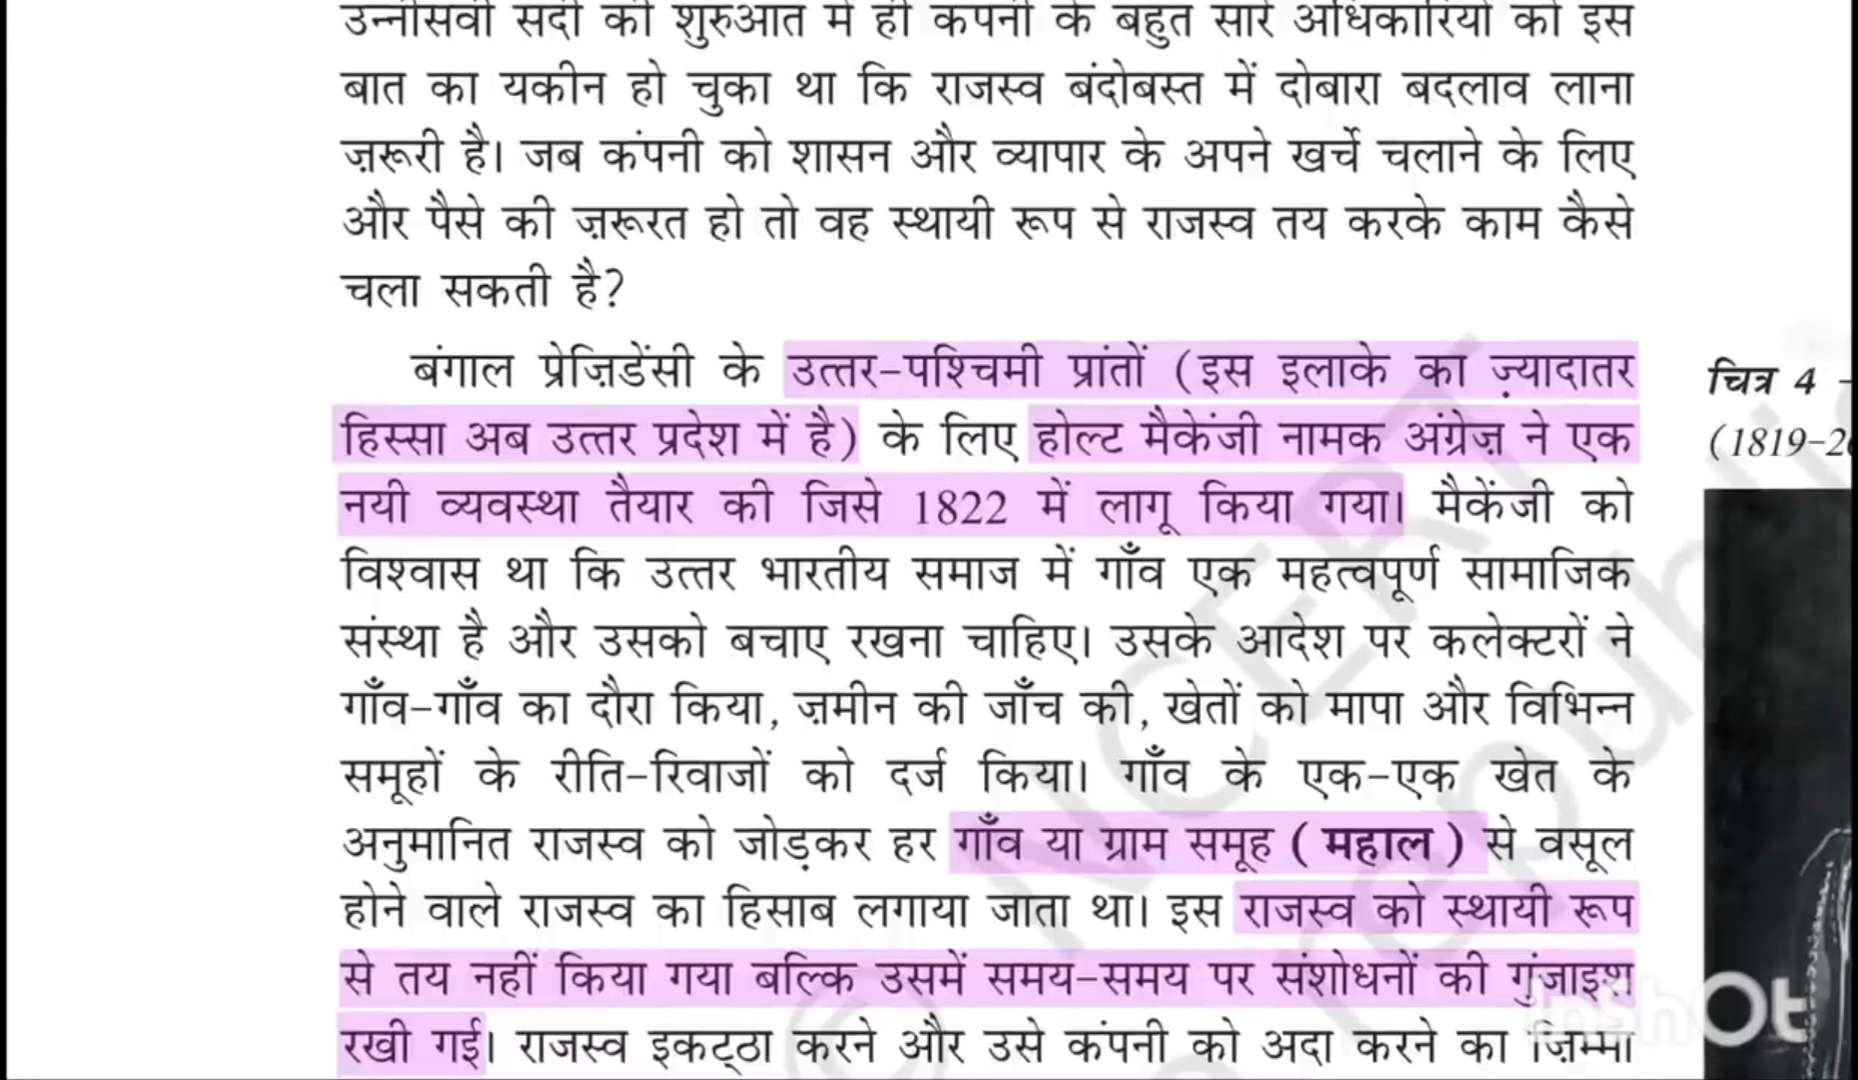 उन्नीसवीं सदी की शुरुआत में ही कंपनी के बहुत सारे अधिकारियों को इस
बात का यकीन हो चुका था कि राजस्व बंदोबस्त में दोबारा बदलाव लाना
ज़रूरी है। जब कंपनी को शासन और व्यापार के अपने खर्चे चलाने के लिए
और पैसे की ज़रूरत हो तो वह स्थायी रूप से राजस्व तय करके काम कैसे
चला सकती है?
बंगाल प्रेज़िडेंसी के उत्तर-पश्चिमी प्रांतों (इस इलाके का ज़्यादातर
हिस्सा अब उत्तर प्रदेश में है) के लिए होल्ट मैकेंजी नामक अंग्रेज़ ने एक
नयी व्यवस्था तैयार की जिसे 1822 में लागू किया गया। मैकेंजी को
विश्वास था कि उत्तर भारतीय समाज में गाँव एक महत्वपूर्ण सामाजिक
संस्था है और उसको बचाए रखना चाहिए। उसके आदेश पर कलेक्टरों ने
गाँव-गाँव का दौरा किया, ज़मीन की जाँच की, खेतों को मापा और विभिन्न
समूहों के रीति-रिवाजों को दर्ज किया। गाँव के एक-एक खेत के
अनुमानित राजस्व को जोड़कर हर गाँव या ग्राम समूह (महाल) से वसूल
होने वाले राजस्व का हिसाब लगाया जाता था। इस राजस्व को स्थायी रूप
से तय नहीं किया गया बल्कि उसमें समय-समय पर संशोधनों की गुंजाइश
रखी गई। राजस्व इकट्ठा करने और उसे कंपनी को अदा करने का ज़िम्मा
चित्र 4 -
(1819-2
© NCERT
republi
InShOt